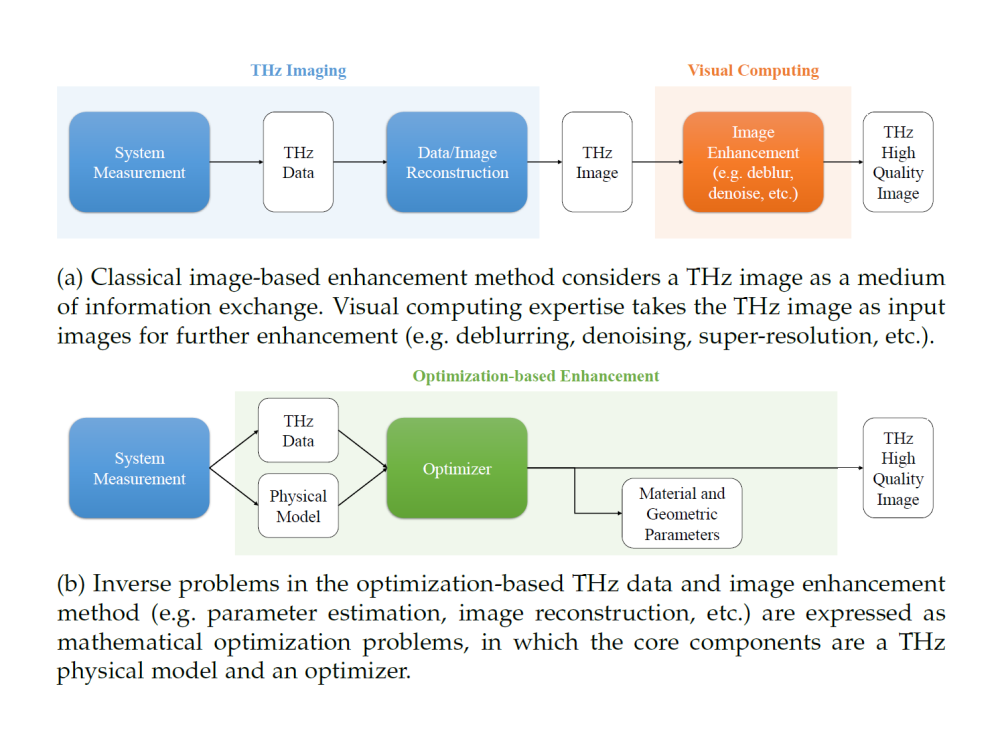 THz Imaging
Visual Computing
System
Measurement
THz
Data
Data/Image
Reconstruction
THz
Image
Image
Enhancement
(e.g. deblur,
denoise, etc.)
THz
High
Quality
Image
(a) Classical image-based enhancement method considers a THz image as a medium
of information exchange. Visual computing expertise takes the THz image as input
images for further enhancement (e.g. deblurring, denoising, super-resolution, etc.).
Optimization-based Enhancement
System
Measurement
THz
Data
Physical
Model
Optimizer
Material and
Geometric
Parameters
THz
High
Quality
Image
(b) Inverse problems in the optimization-based THz data and image enhancement
method (e.g. parameter estimation, image reconstruction, etc.) are expressed as
mathematical optimization problems, in which the core components are a THz
physical model and an optimizer.